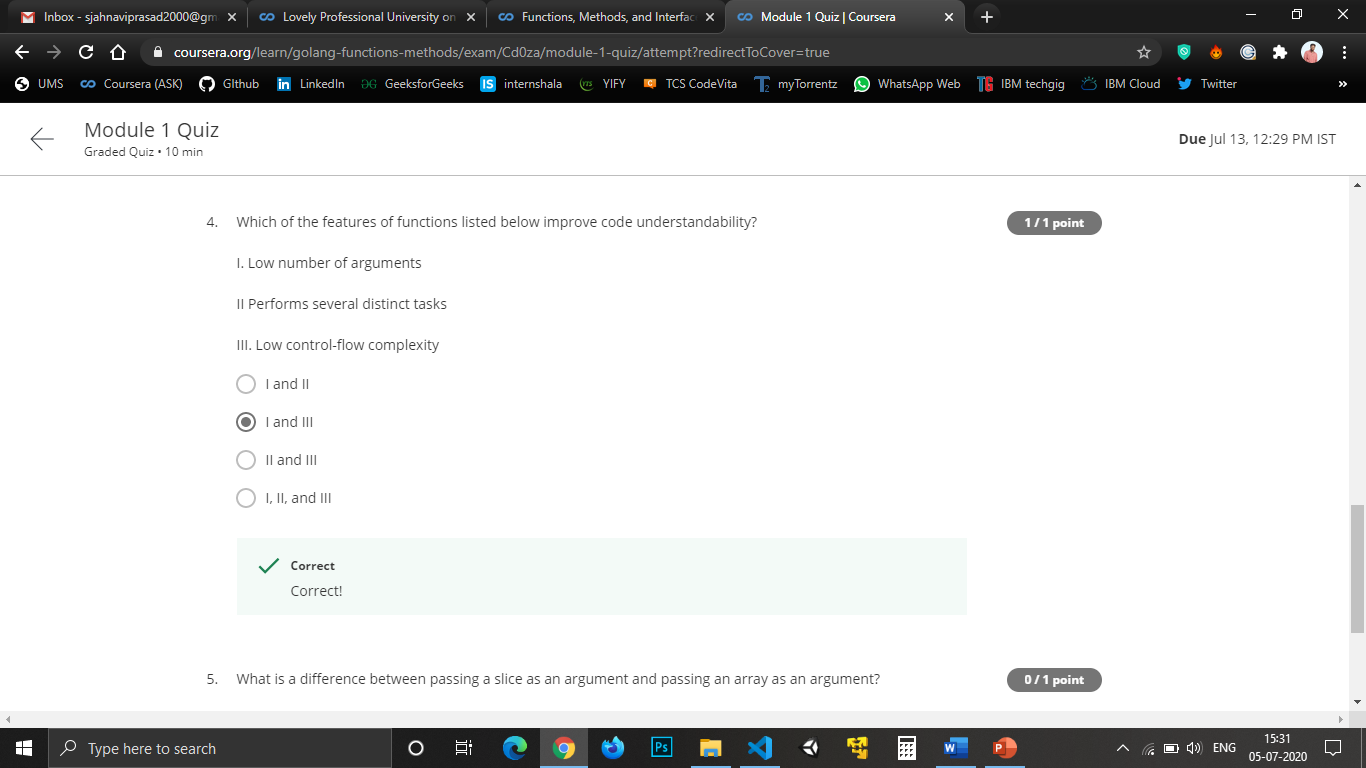 Inbox - sjahnaviprasad2000@gm
Lovely Professional University on
Functions, Methods, and Interfac
Module 1 Quiz | Coursera
coursera.org/learn/golang-functions-methods/exam/Cd0za/module-1-quiz/attempt?redirectToCover=true
UMS
Coursera (ASK)
GIthub
in LinkedIn
GeeksforGeeks
IS internshala
YIFY
TCS CodeVita
myTorrentz
WhatsApp Web
IBM techgig
IBM Cloud
Twitter
»
Module 1 Quiz
Graded Quiz • 10 min
Due Jul 13, 12:29 PM IST
4. Which of the features of functions listed below improve code understandability?
1 / 1 point
I. Low number of arguments
II Performs several distinct tasks
III. Low control-flow complexity
I and II
I and III
II and III
I, II, and III
Correct
Correct!
5. What is a difference between passing a slice as an argument and passing an array as an argument?
0 / 1 point
Type here to search
Ps
W
P
ENG
15:31
05-07-2020